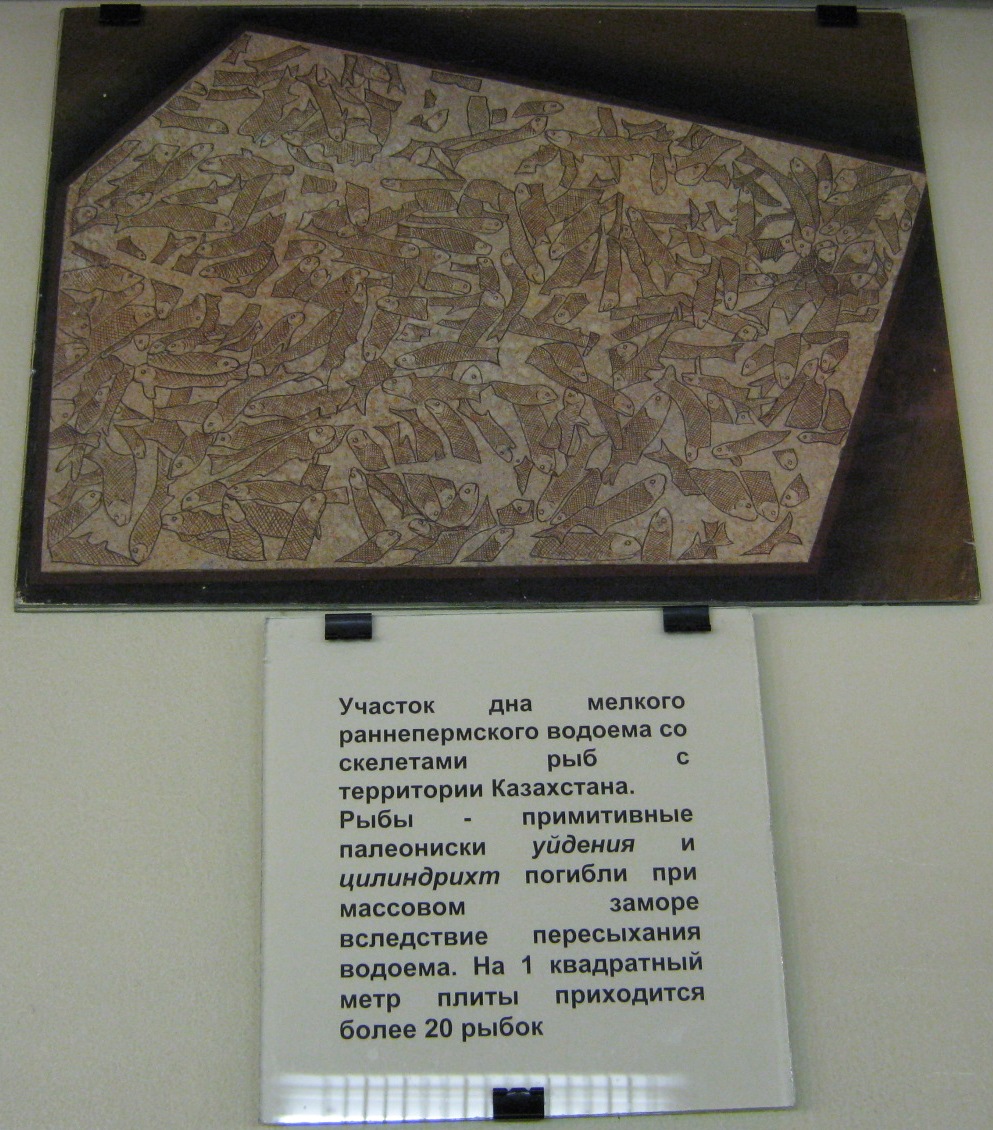 Участок дна мелкого
раннепермского водоема со
скелетами рыб с
территории Казахстана.
Рыбы - примитивные
палеониски уйдения и
цилиндрихт погибли при
массовом заморе
вследствие пересыхания
водоема. На 1 квадратный
метр плиты приходится
более 20 рыбок